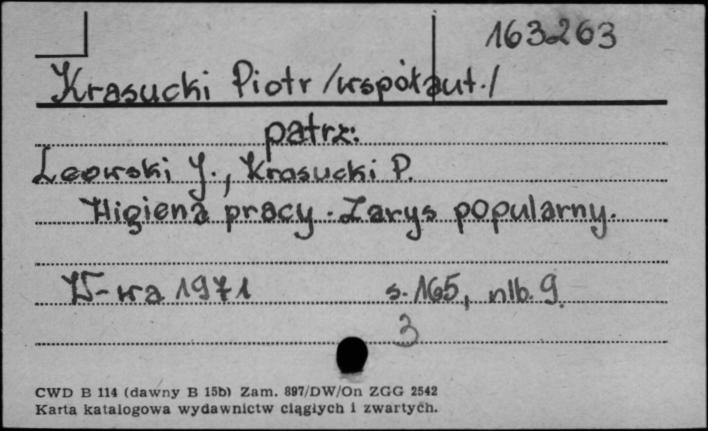 163263
Krasucki Piotr /współaut./
patrz:
Leowski J., Krasucki P.
Higiena pracy. Zarys popularny.
W-wa 1971 s. 165, nlb. 9.
3
CWD B 114 (dawny B 15b) Zam. 897/DW/On ZGG 2542
Karta katalogowa wydawnictw ciągłych i zwartych.